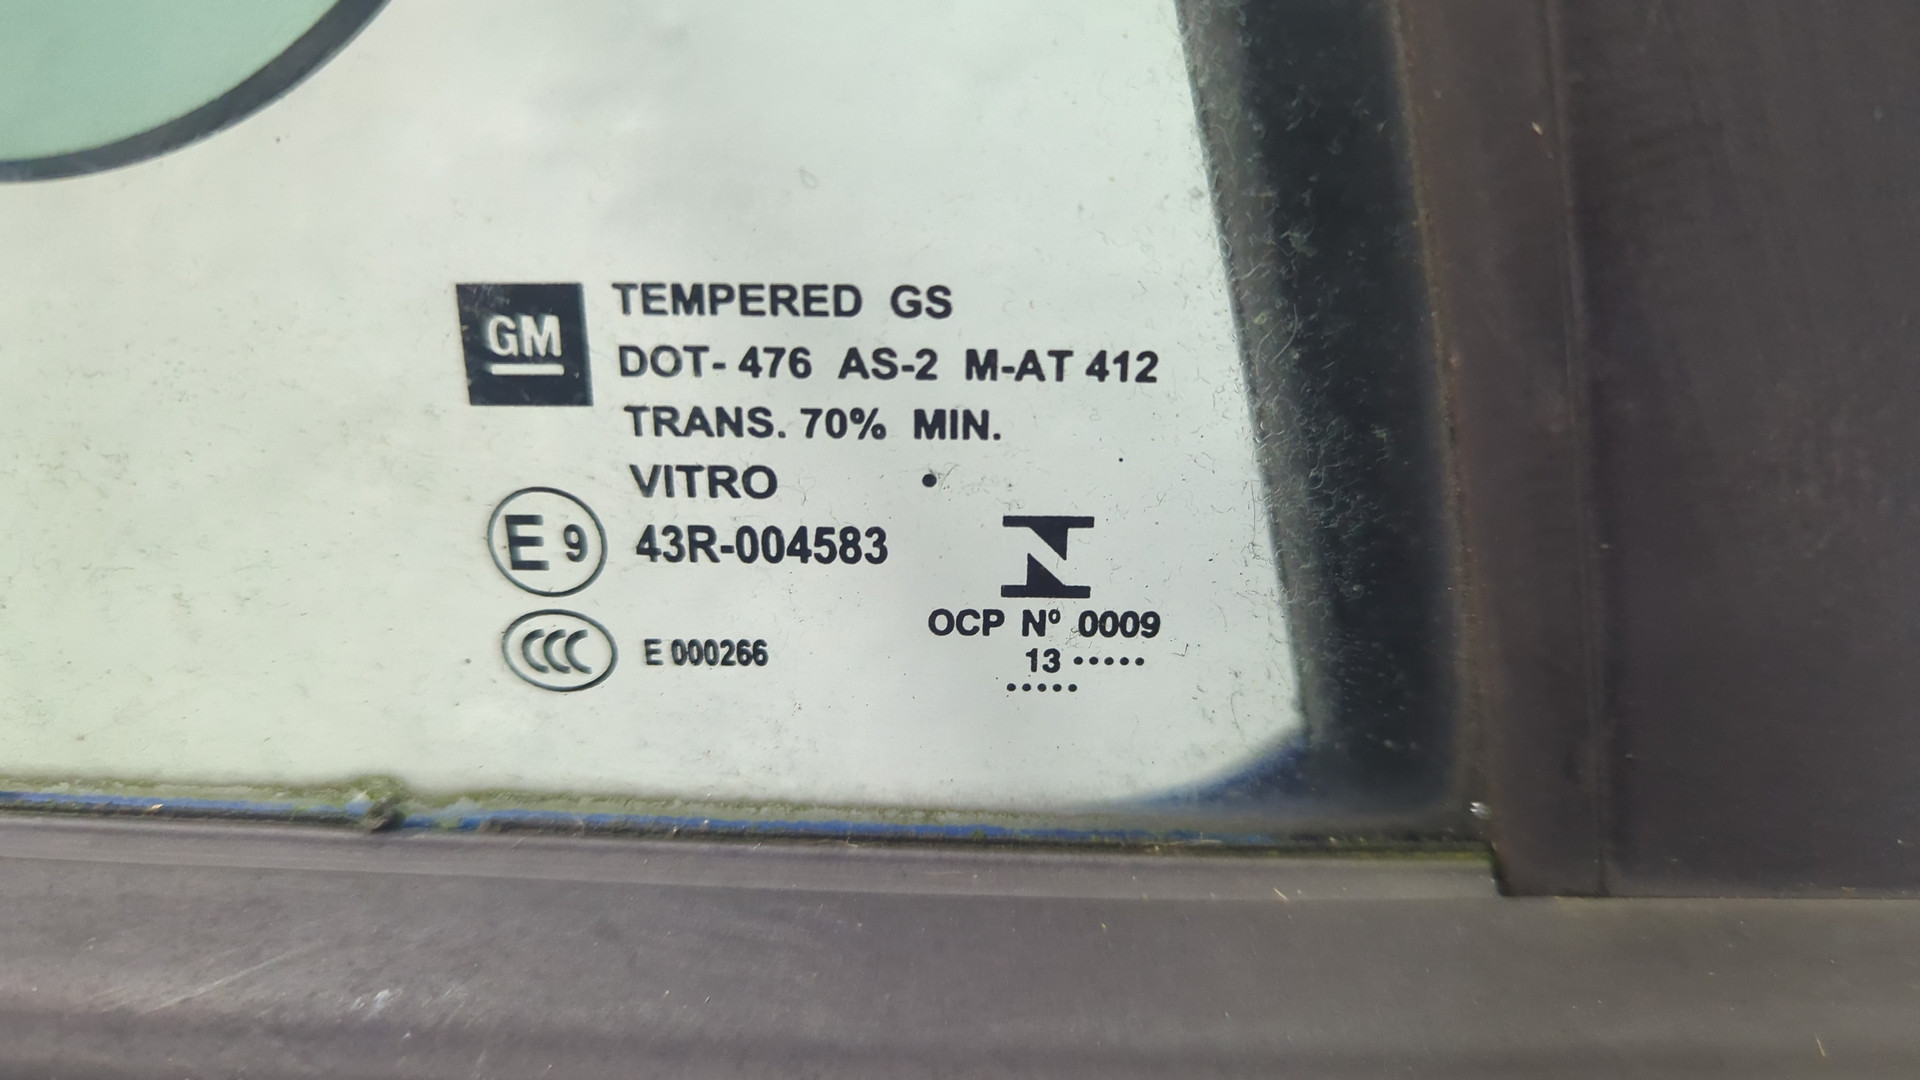 GM
TEMPERED GS
DOT-476 AS-2 M-AT 412
TRANS. 70% MIN.
VITRO .
E 9 43R-004583
CCC E 000266
OCP Nº 0009
13 .....
.....